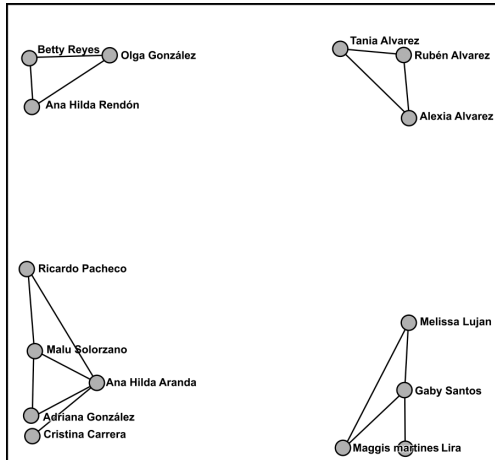 Betty Reyes
Olga González
Ana Hilda Rendón
Tania Alvarez
Rubén Alvarez
Alexia Alvarez
Ricardo Pacheco
Malu Solorzano
Ana Hilda Aranda
Adriana González
Cristina Carrera
Melissa Lujan
Gaby Santos
Maggis martines Lira